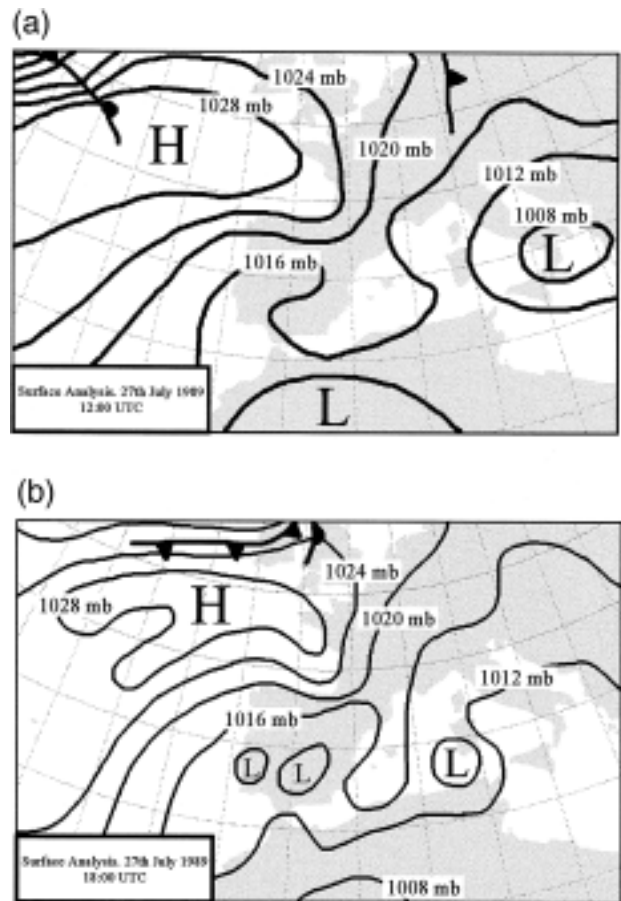 (a)
1024 mb
1028 mb
H
1020 mb
1012 mb
1008 mb
L
1016 mb
Surface Analysis. 27th July 1989
12:00 UTC
L
(b)
1024 mb
1028 mb
H
1020 mb
1012 mb
1016 mb
L
L
L
Surface Analysis. 27th July 1989
18:00 UTC
1008 mb